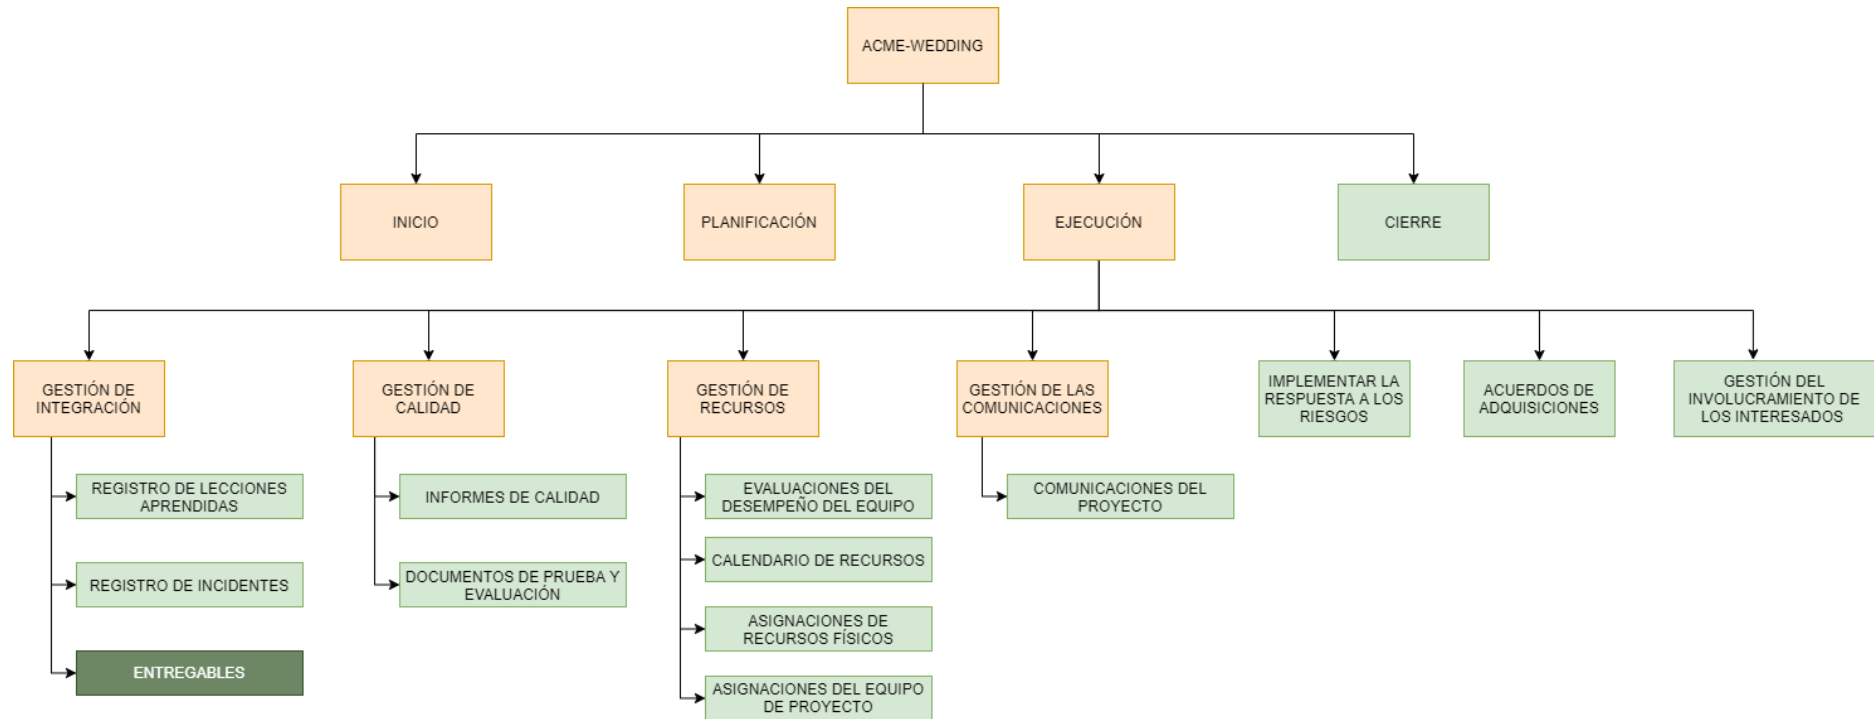 ACME-WEDDING
INICIO
PLANIFICACIÓN
EJECUCIÓN
CIERRE
GESTIÓN DE
INTEGRACIÓN
GESTIÓN DE
CALIDAD
GESTIÓN DE
RECURSOS
GESTIÓN DE LAS
COMUNICACIONES
IMPLEMENTAR LA
RESPUESTA A LOS
RIESGOS
ACUERDOS DE
ADQUISICIONES
GESTIÓN DEL
INVOLUCRAMIENTO DE
LOS INTERESADOS
REGISTRO DE LECCIONES
APRENDIDAS
REGISTRO DE INCIDENTES
ENTREGABLES
INFORMES DE CALIDAD
DOCUMENTOS DE PRUEBA Y
EVALUACIÓN
EVALUACIONES DEL
DESEMPEÑO DEL EQUIPO
CALENDARIO DE RECURSOS
ASIGNACIONES DE
RECURSOS FÍSICOS
ASIGNACIONES DEL EQUIPO
DE PROYECTO
COMUNICACIONES DEL
PROYECTO